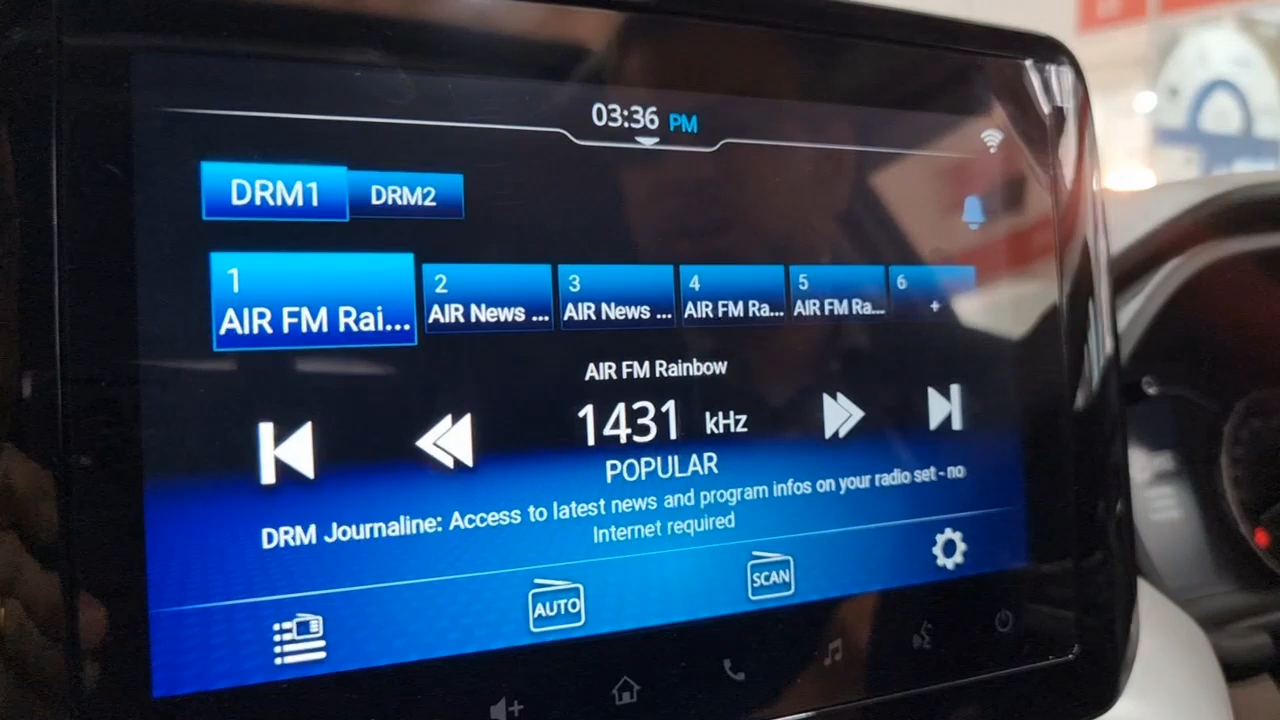 03:36 PM
DRM1 DRM2
1 2 3 4 5 6
AIR FM Rai... AIR News ... AIR News ... AIR FM Ra... AIR FM Ra... +
AIR FM Rainbow
1431 kHz
POPULAR
DRM Journaline: Access to latest news and program infos on your radio set - no
Internet required
AUTO SCAN